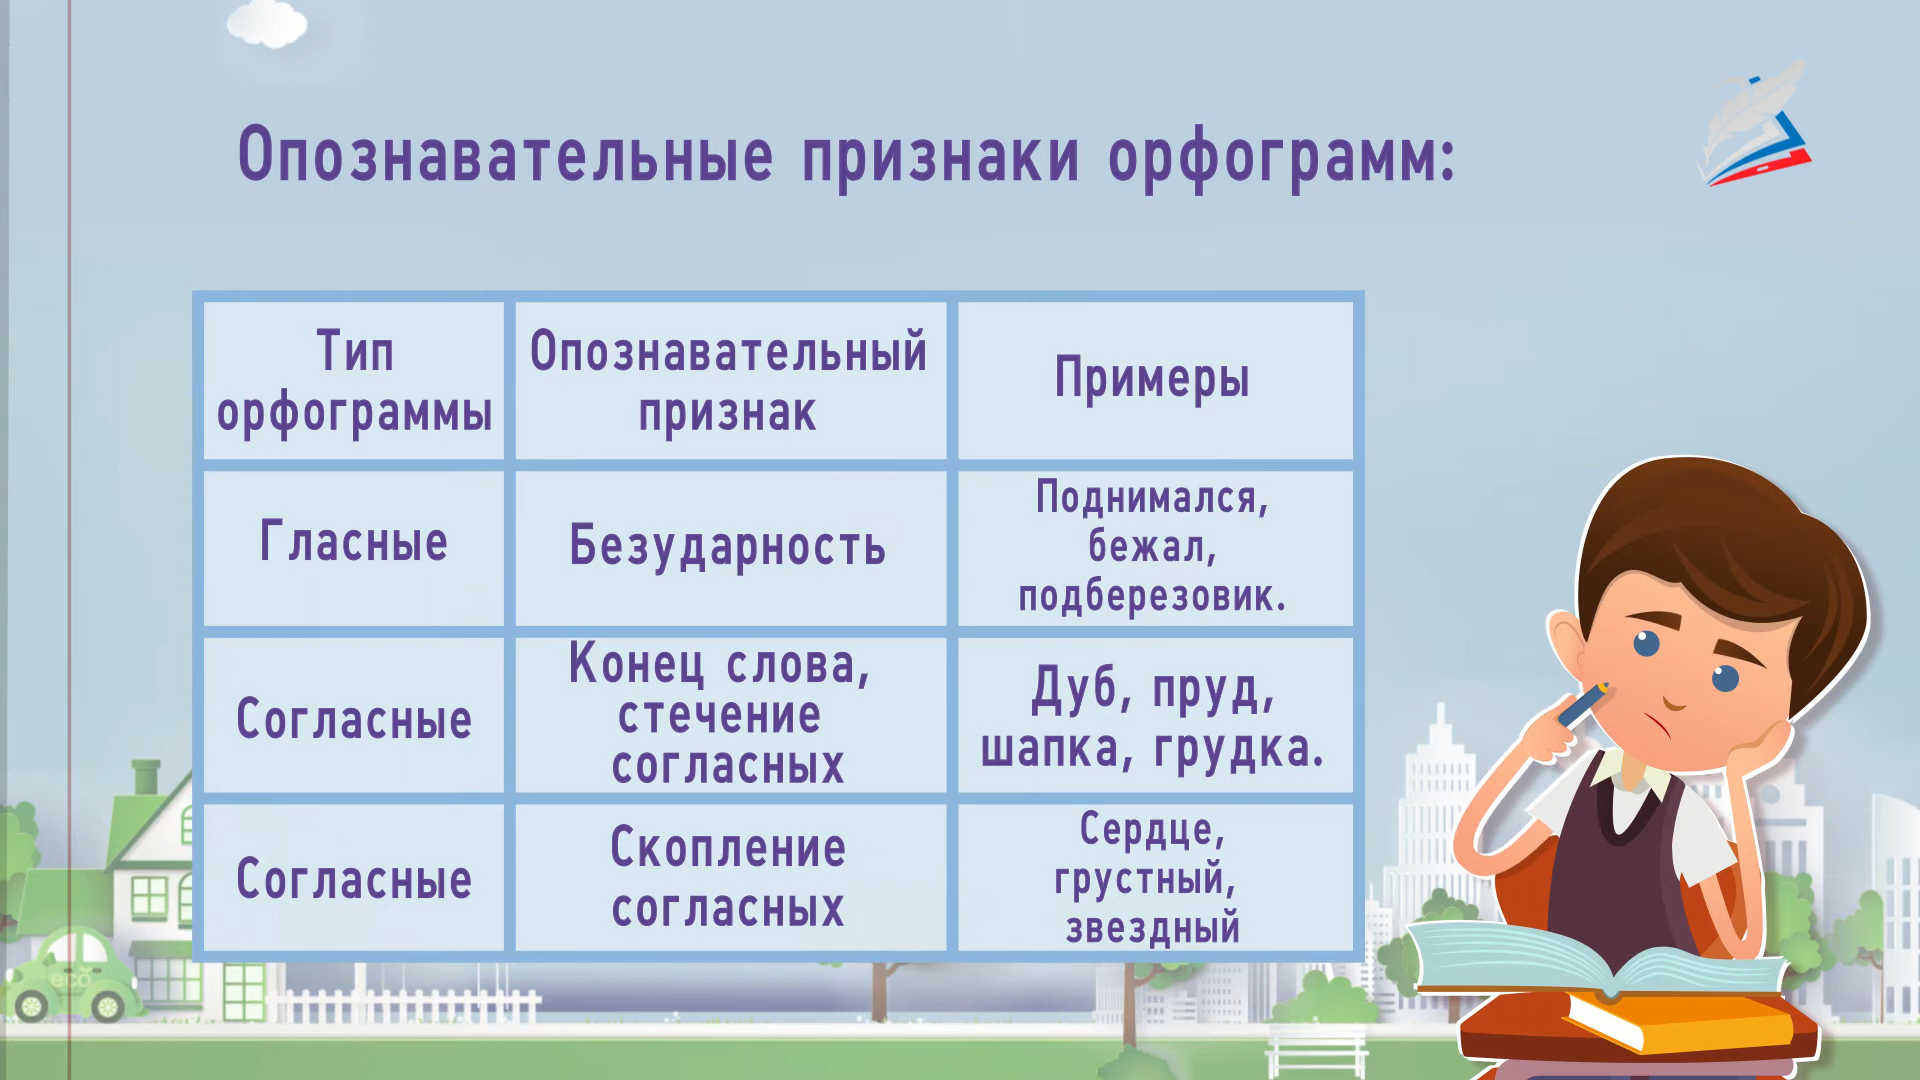 Опознавательные признаки орфограмм:
Тип
орфограммы
Опознавательный
признак
Примеры
Гласные
Безударность
Поднимался,
бежал,
подберезовик.
Согласные
Конец слова,
стечение
согласных
Дуб, пруд,
шапка, грудка.
Согласные
Скопление
согласных
Сердце,
грустный,
звездный
eco